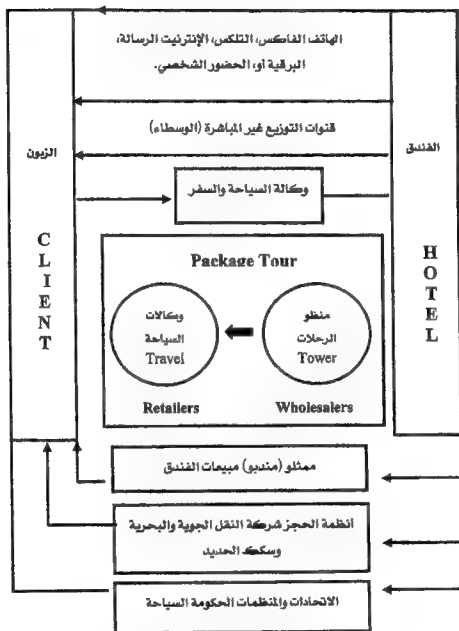 الهاتف الفاكس، التلكس، الإنترنيت الرسالة،
البرقية أو، الحضور الشخصي.
قنوات التوزيع غير المباشرة (الوسطاء)
الفندق
الزبون
وكالة السياحة والسفر
HOTEL
CLIENT
Package Tour
منظو
الرحلات
Tower
وكالات
السياحة
Travel
Wholesalers
Retailers
ممثلو (مندبو) مبيعات الفندق
أنظمة الحجز شركة النقل الجوية والبحرية
وسكك الحديد
الاتحادات والمنظمات الحكومة السياحة